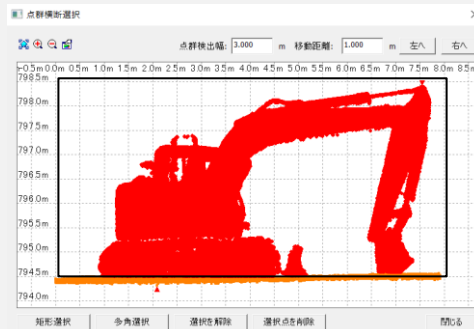 点群横断選択
点群検出幅: 3.000 m 移動距離: 1.000 m 左へ 右へ
-0.5m 0.0m 0.5m 1.0m 1.5m 2.0m 2.5m 3.0m 3.5m 4.0m 4.5m 5.0m 5.5m 6.0m 6.5m 7.0m 7.5m 8.0m 8.5m
798.5m
798.0m
797.5m
797.0m
796.5m
796.0m
795.5m
795.0m
794.5m
794.0m
矩形選択 多角選択 選択を解除 選択点を削除 閉じる